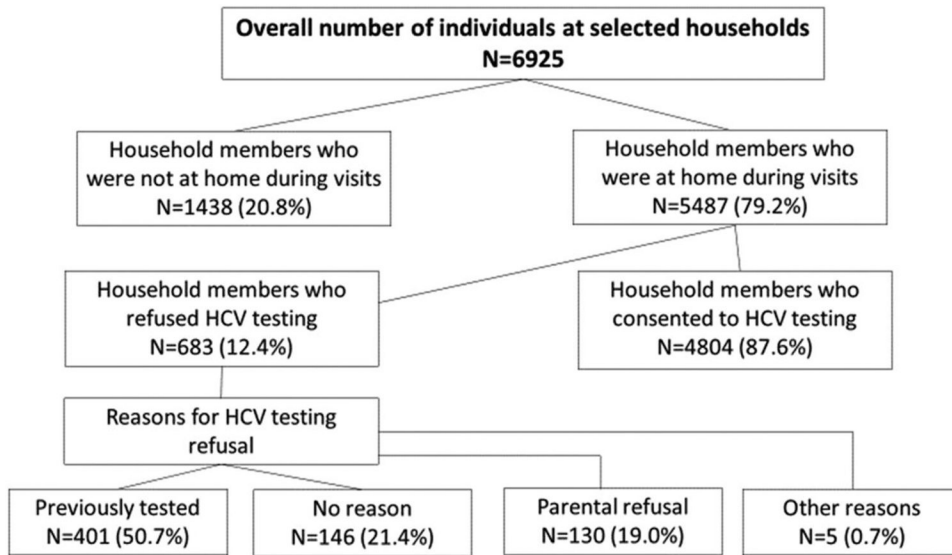 Overall number of individuals at selected households
N=6925
Household members who
were not at home during visits
N=1438 (20.8%)
Household members who
were at home during visits
N=5487 (79.2%)
Household members who
refused HCV testing
N=683 (12.4%)
Household members who
consented to HCV testing
N=4804 (87.6%)
Reasons for HCV testing
refusal
Previously tested
N=401 (50.7%)
No reason
N=146 (21.4%)
Parental refusal
N=130 (19.0%)
Other reasons
N=5 (0.7%)